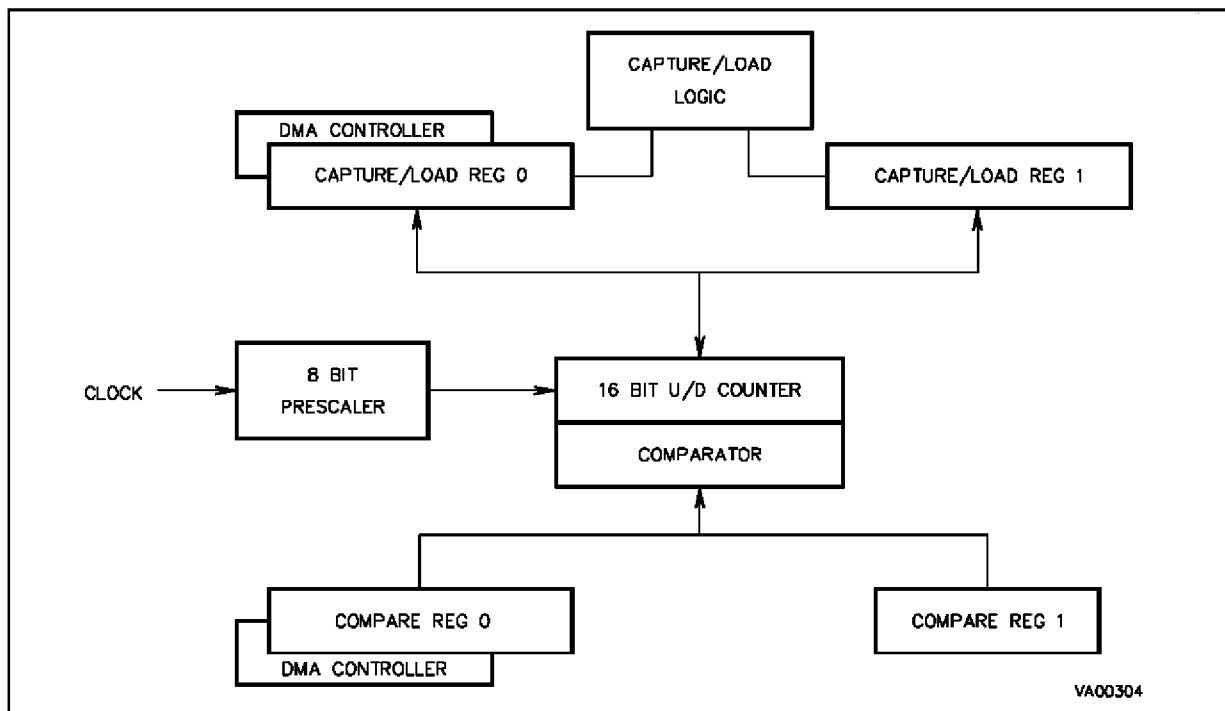 CAPTURE/LOAD
LOGIC
DMA CONTROLLER
CAPTURE/LOAD REG 0
CAPTURE/LOAD REG 1
CLOCK
8 BIT
PRESCALER
16 BIT U/D COUNTER
COMPARATOR
COMPARE REG 0
COMPARE REG 1
DMA CONTROLLER
VA00304